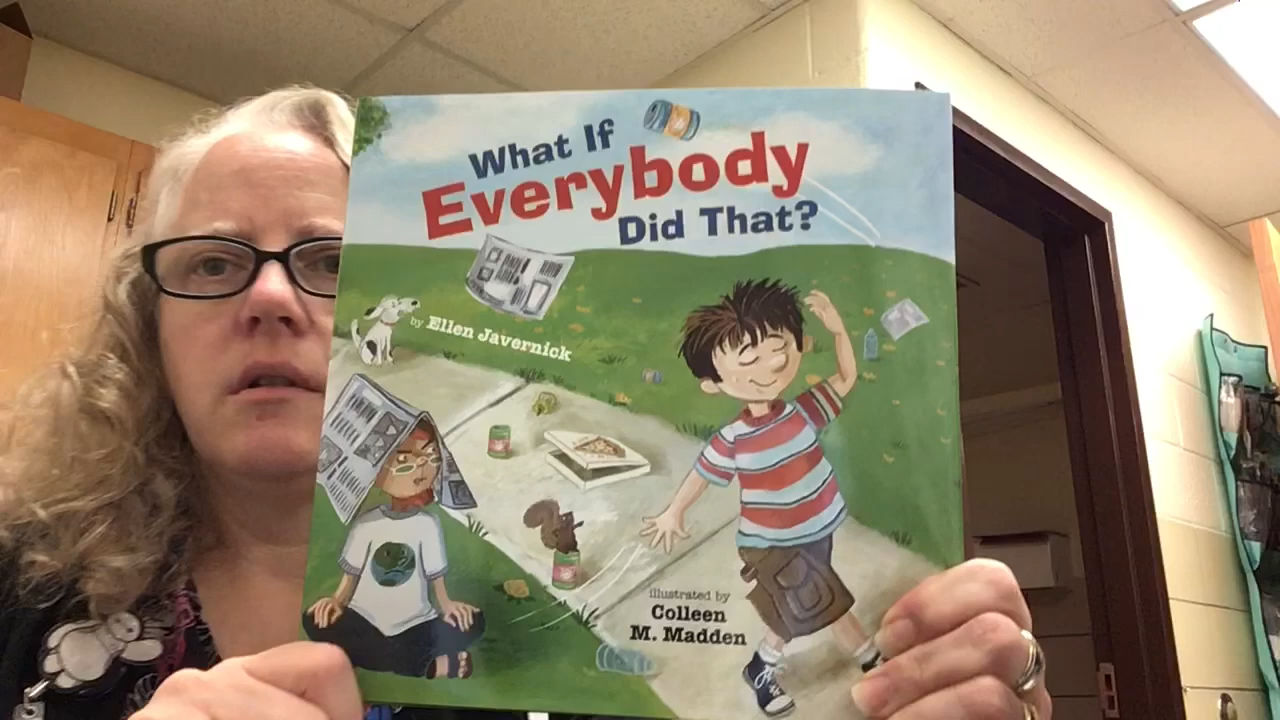 What If
Everybody
Did That?
by Ellen Javernick
illustrated by
Colleen
M. Madden